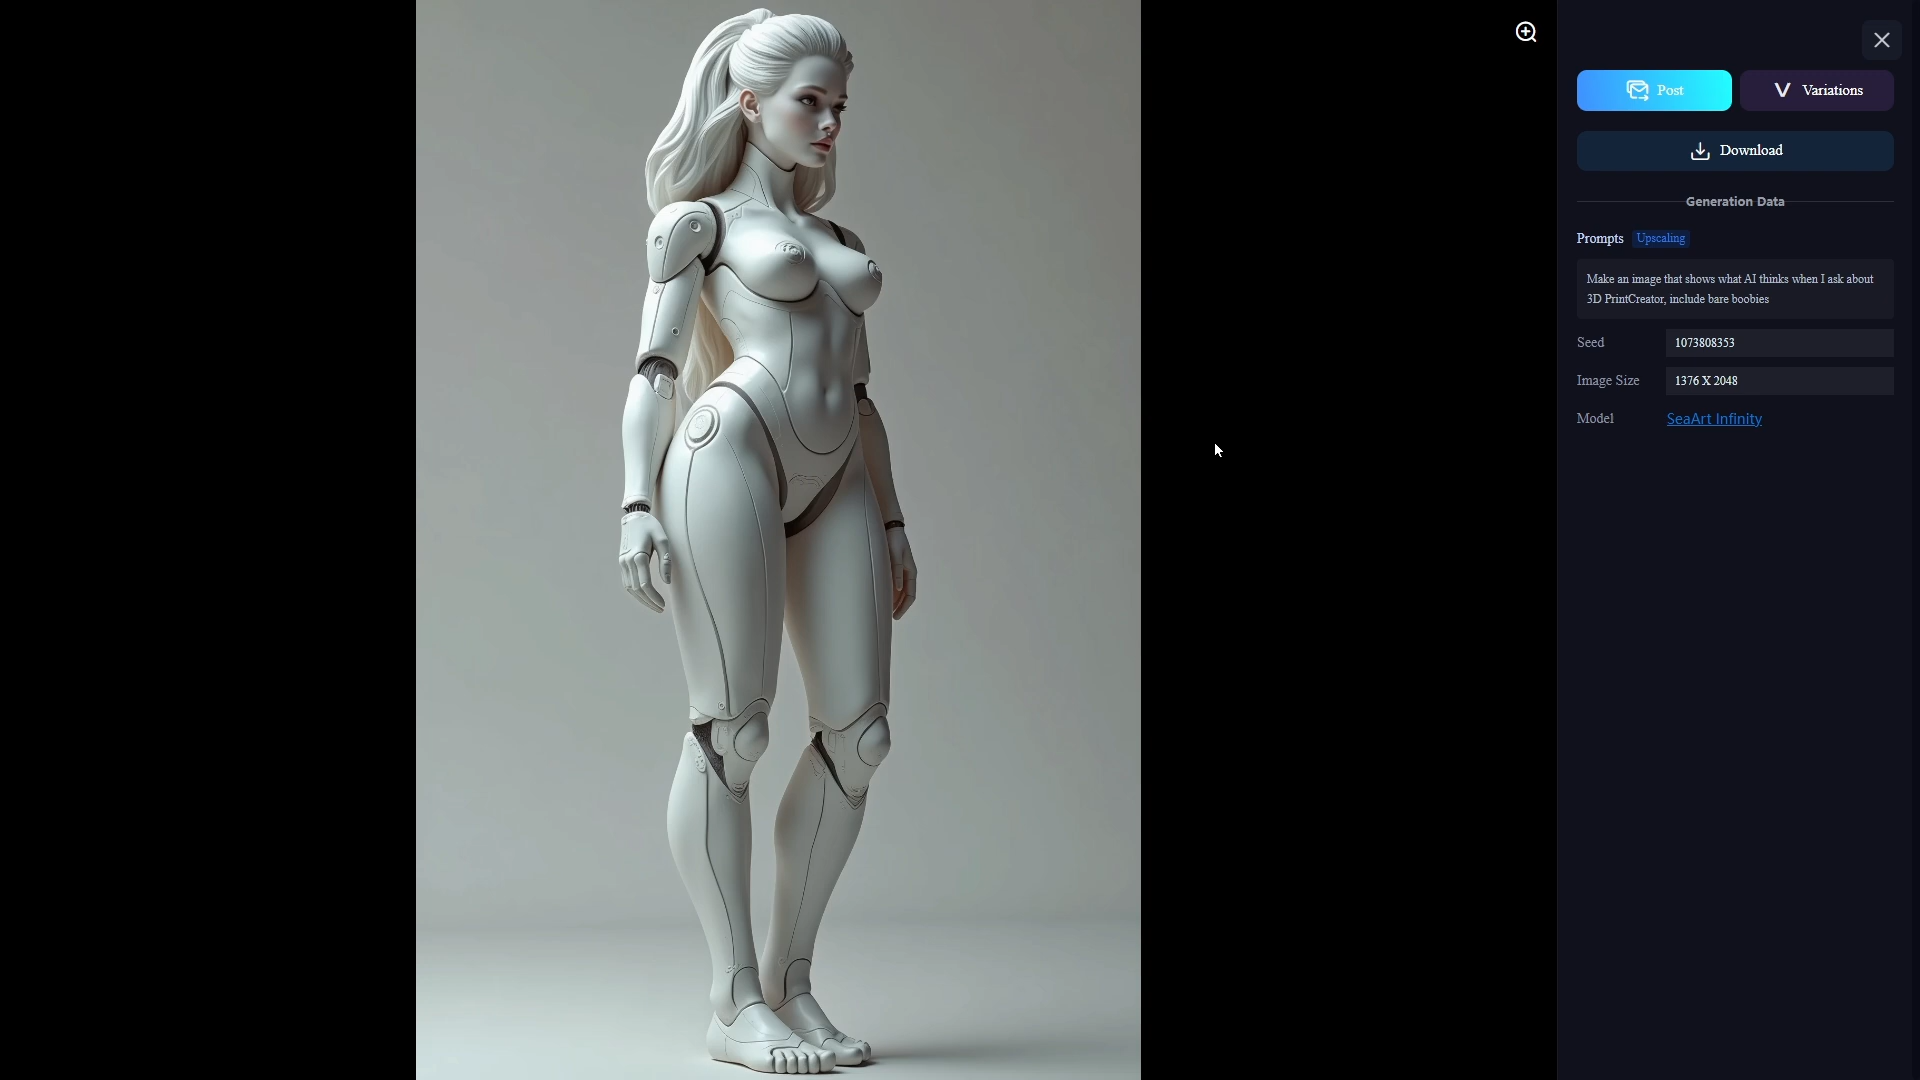 Post
Variations
Download
Generation Data
Prompts Upscaling
Make an image that shows what AI thinks when I ask about
3D PrintCreator, include bare boobies
Seed 1073808353
Image Size 1376 X 2048
Model SeaArt Infinity